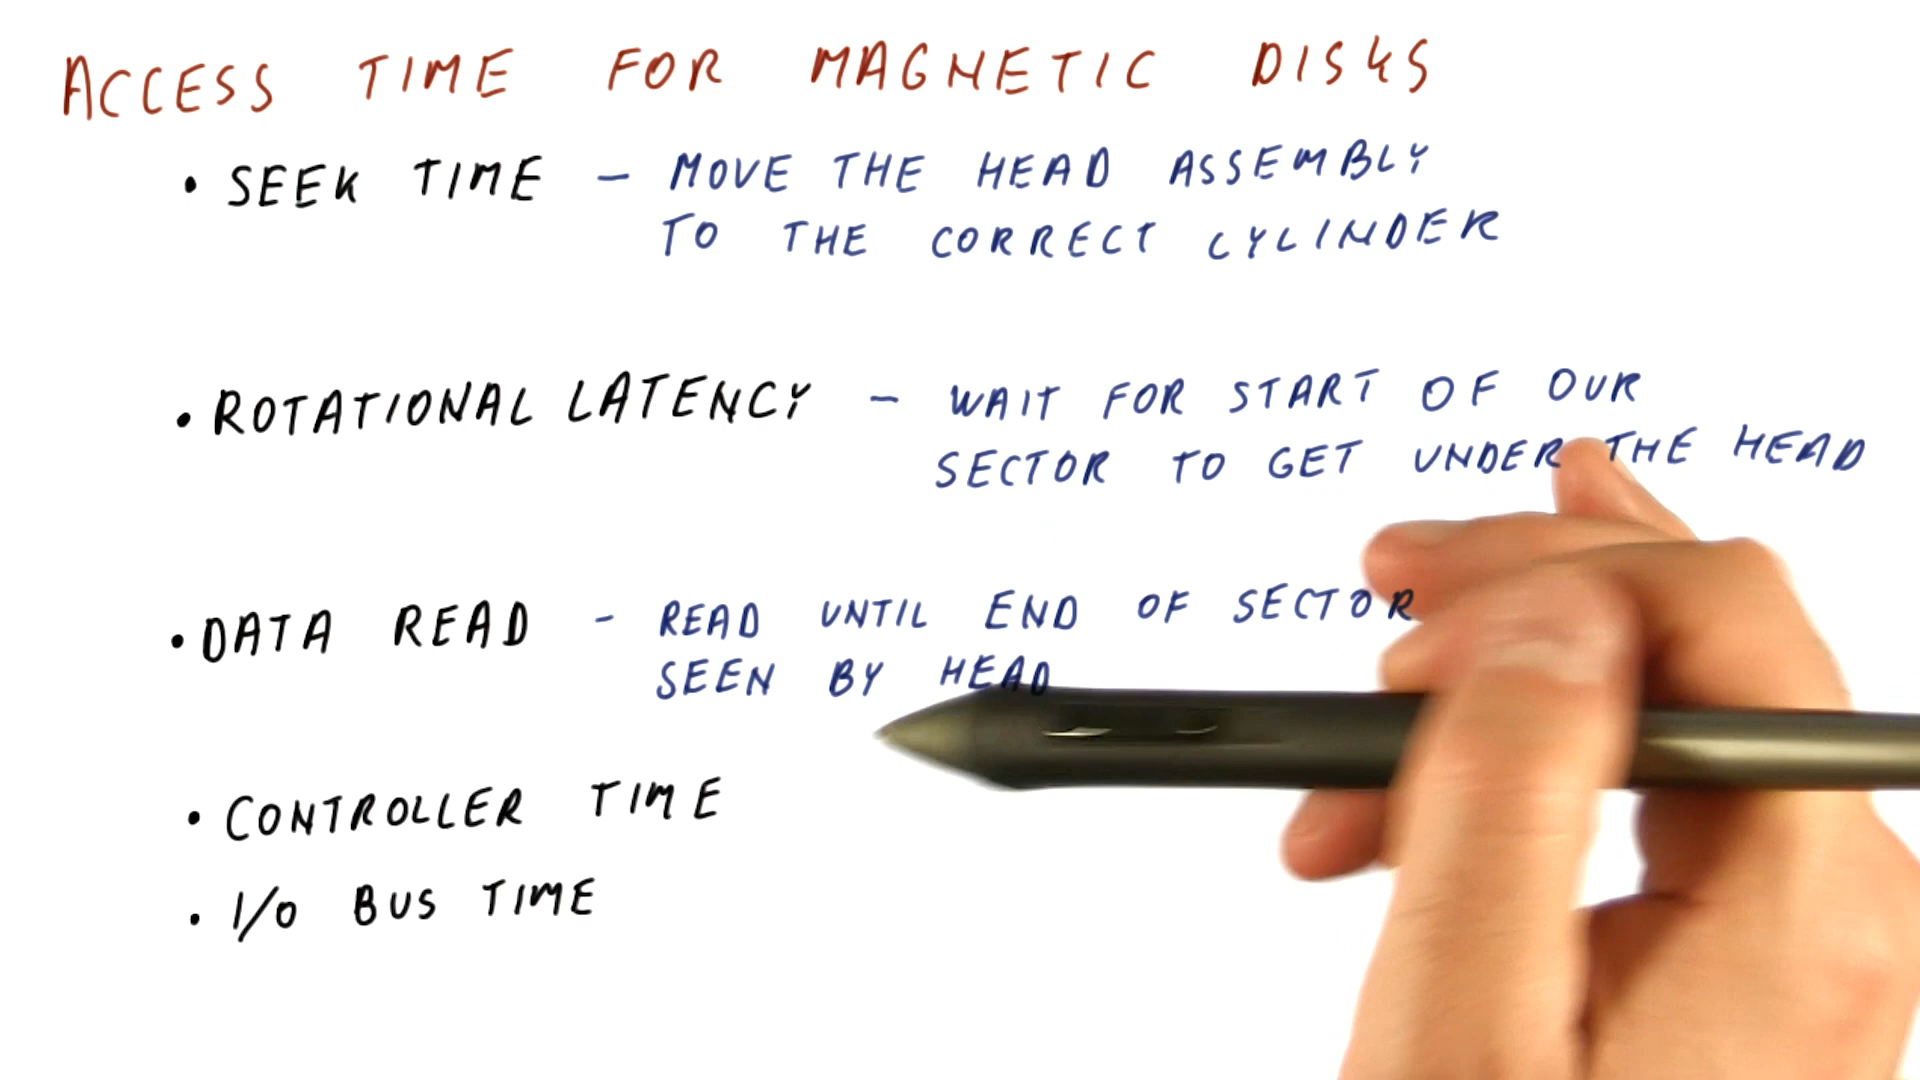 ACCESS TIME FOR MAGNETIC DISKS
• SEEK TIME – MOVE THE HEAD ASSEMBLY
TO THE CORRECT CYLINDER
• ROTATIONAL LATENCY – WAIT FOR START OF OUR
SECTOR TO GET UNDER THE HEAD
• DATA READ - READ UNTIL END OF SECTOR
SEEN BY HEAD
• CONTROLLER TIME
• I/O BUS TIME